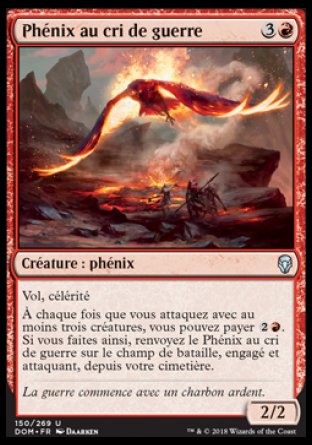 Phénix au cri de guerre 3
Créature : phénix
Vol, célérité
À chaque fois que vous attaquez avec au
moins trois créatures, vous pouvez payer 2.
Si vous faites ainsi, renvoyez le Phénix au cri
de guerre sur le champ de bataille, engagé et
attaquant, depuis votre cimetière.
La guerre commence avec un charbon ardent.
2/2
150/269 U
DOM • FR Daarken
™ & © 2018 Wizards of the Coast